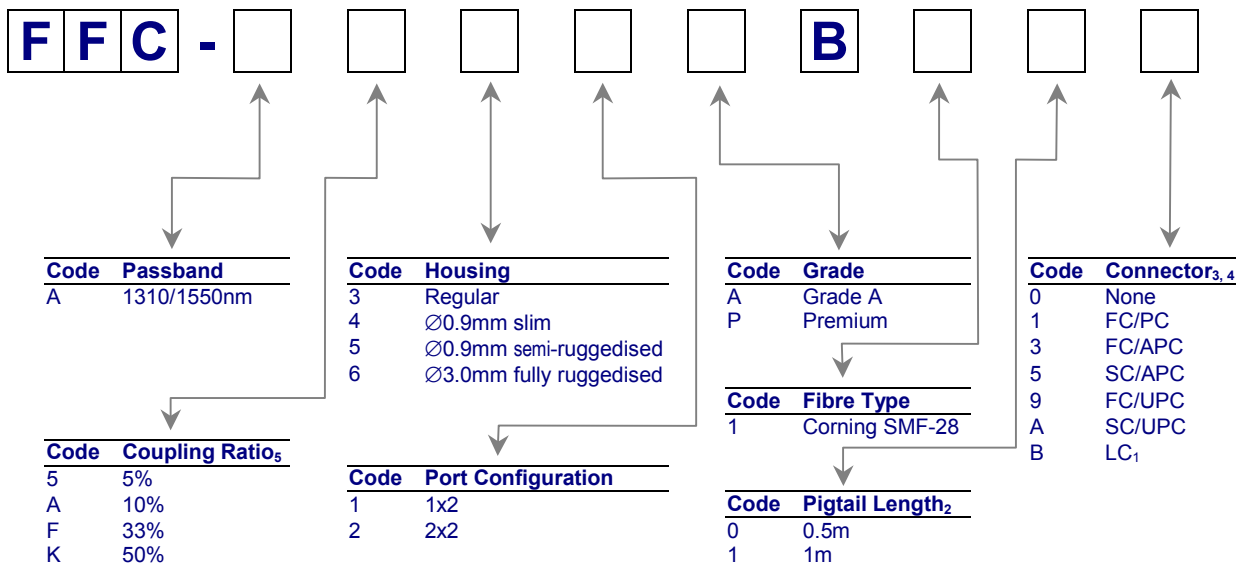 F F C - B
Code Passband
A 1310/1550nm
Code Coupling Ratio5
5 5%
A 10%
F 33%
K 50%
Code Housing
3 Regular
4 ∅0.9mm slim
5 ∅0.9mm semi-ruggedised
6 ∅3.0mm fully ruggedised
Code Port Configuration
1 1x2
2 2x2
Code Grade
A Grade A
P Premium
Code Fibre Type
1 Corning SMF-28
Code Pigtail Length2
0 0.5m
1 1m
Code Connector3, 4
0 None
1 FC/PC
3 FC/APC
5 SC/APC
9 FC/UPC
A SC/UPC
B LC1